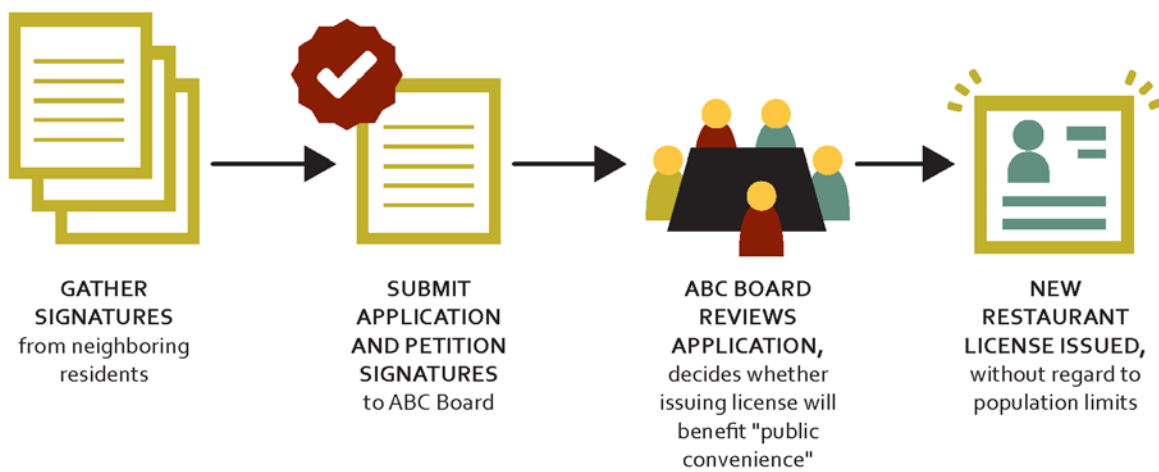 GATHER
SIGNATURES
from neighboring
residents
SUBMIT
APPLICATION
AND PETITION
SIGNATURES
to ABC Board
ABC BOARD
REVIEWS
APPLICATION,
decides whether
issuing license will
benefit "public
convenience"
NEW
RESTAURANT
LICENSE ISSUED,
without regard to
population limits